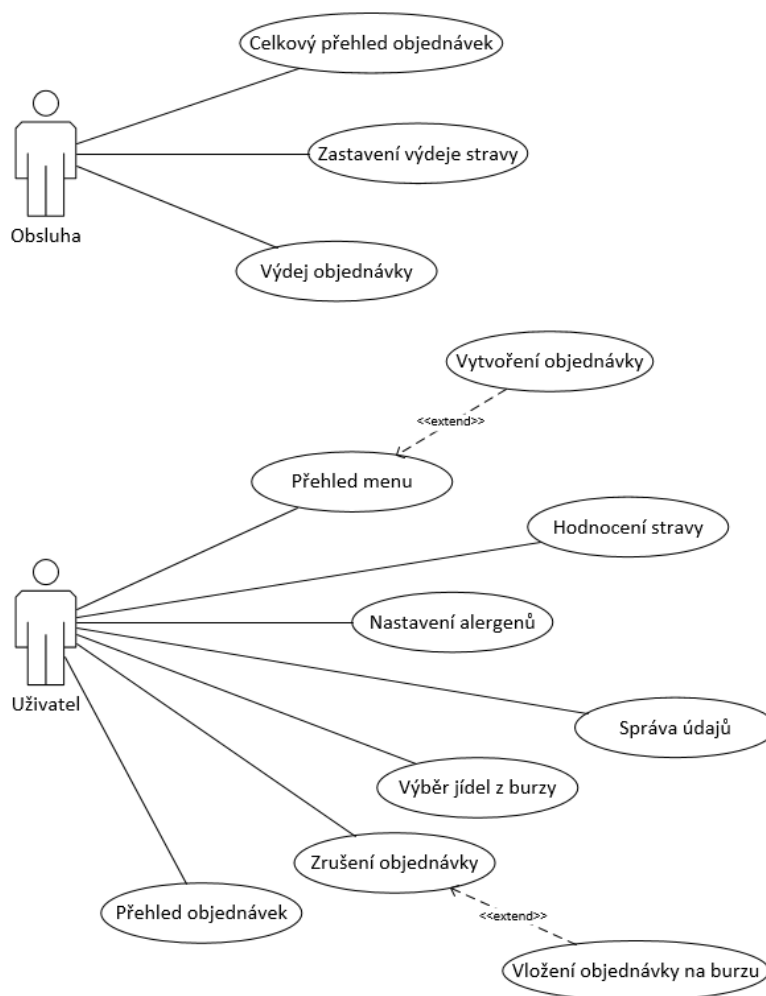 Celkový přehled objednávek
Zastavení výdeje stravy
Obsluha
Výdej objednávky
Vytvoření objednávky
<<extend>>
Přehled menu
Hodnocení stravy
Nastavení alergenů
Uživatel
Správa údajů
Výběr jídel z burzy
Zrušení objednávky
Přehled objednávek
<<extend>>
Vložení objednávky na burzu